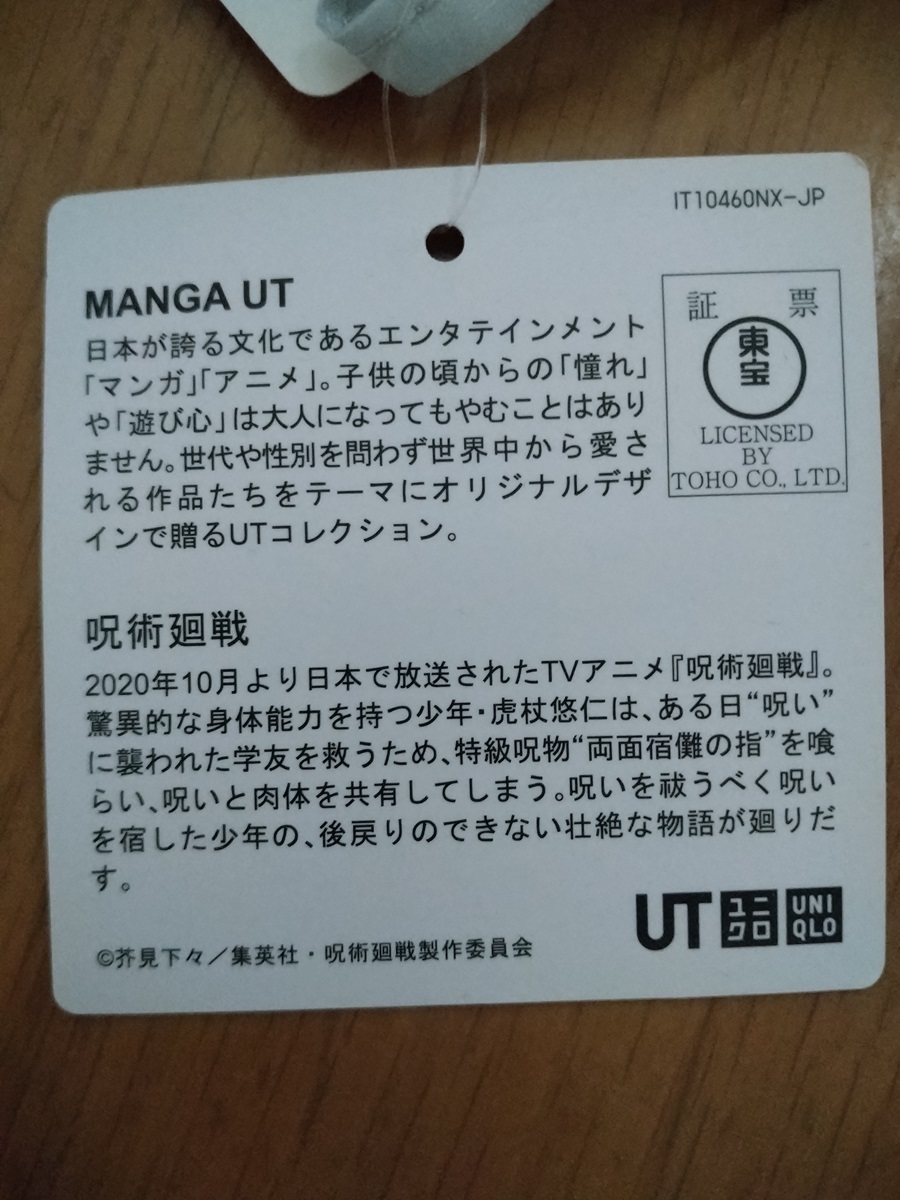 IT10460NX-JP
MANGA UT
日本が誇る文化であるエンタテインメント
「マンガ」「アニメ」。子供の頃からの「憧れ」
や「遊び心」は大人になってもやむことはあり
ません。世代や性別を問わず世界中から愛さ
れる作品たちをテーマにオリジナルデザ
インで贈るUTコレクション。
証 票
東宝
LICENSED
BY
TOHO CO., LTD.
呪術廻戦
2020年10月より日本で放送されたTVアニメ『呪術廻戦』。
驚異的な身体能力を持つ少年・虎杖悠仁は、ある日“呪い”
に襲われた学友を救うため、特級呪物“両面宿儺の指”を喰
らい、呪いと肉体を共有してしまう。呪いを祓うべく呪い
を宿した少年の、後戻りのできない壮絶な物語が廻りだ
す。
UT ユニクロ UNIQLO
©芥見下々／集英社・呪術廻戦製作委員会